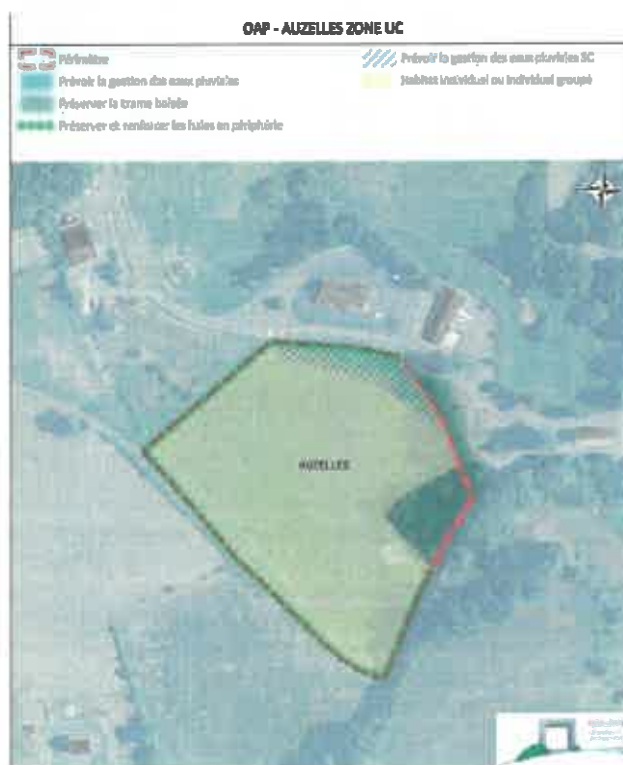 OAP - AUZELLES ZONE UC
Périmètre
Prévoir la gestion des eaux pluviales
Préserver la trame boisée
Préserver et renforcer les haies en périphérie
Prévoir la gestion des eaux pluviales SC
Habitat individuel ou individuel groupé
AUZELLES